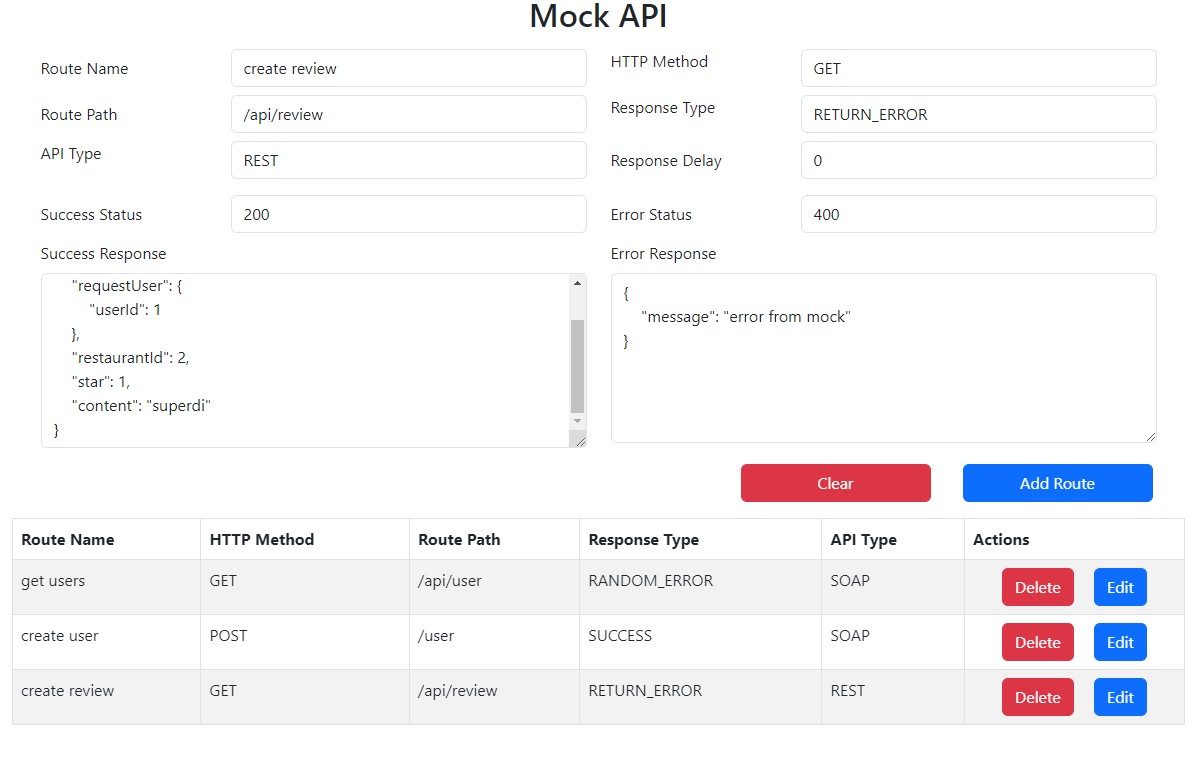 Mock API
Route Name create review HTTP Method GET
Route Path /api/review Response Type RETURN_ERROR
API Type REST Response Delay 0
Success Status 200 Error Status 400
Success Response Error Response
"requestUser": {
"userId": 1
},
"restaurantId": 2,
"star": 1,
"content": "superdi"
}
{
"message": "error from mock"
}
Clear Add Route
Route Name HTTP Method Route Path Response Type API Type Actions
get users GET /api/user RANDOM_ERROR SOAP Delete Edit
create user POST /user SUCCESS SOAP Delete Edit
create review GET /api/review RETURN_ERROR REST Delete Edit